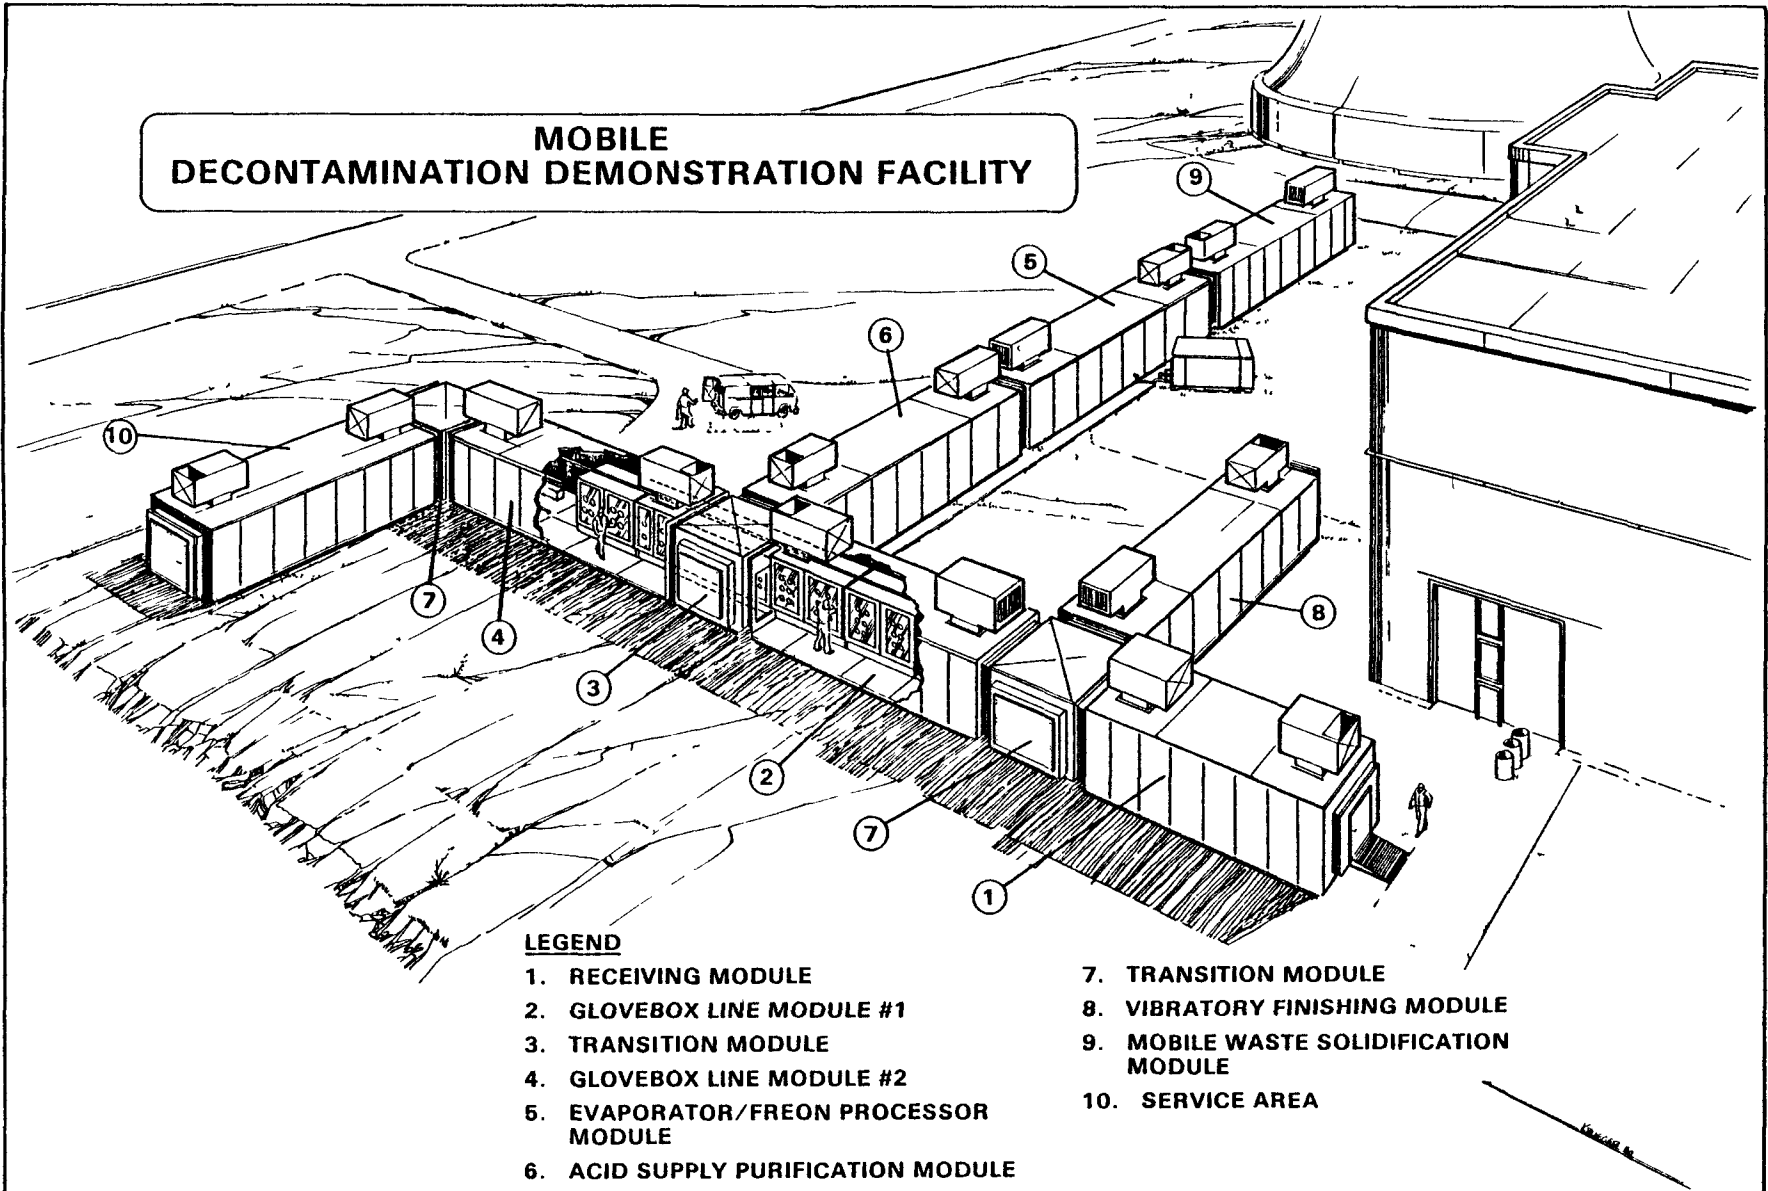 MOBILE
DECONTAMINATION DEMONSTRATION FACILITY
9
5
6
10
7
4
8
3
2
7
1
LEGEND
1. RECEIVING MODULE
2. GLOVEBOX LINE MODULE #1
3. TRANSITION MODULE
4. GLOVEBOX LINE MODULE #2
5. EVAPORATOR/FREON PROCESSOR
MODULE
6. ACID SUPPLY PURIFICATION MODULE
7. TRANSITION MODULE
8. VIBRATORY FINISHING MODULE
9. MOBILE WASTE SOLIDIFICATION
MODULE
10. SERVICE AREA